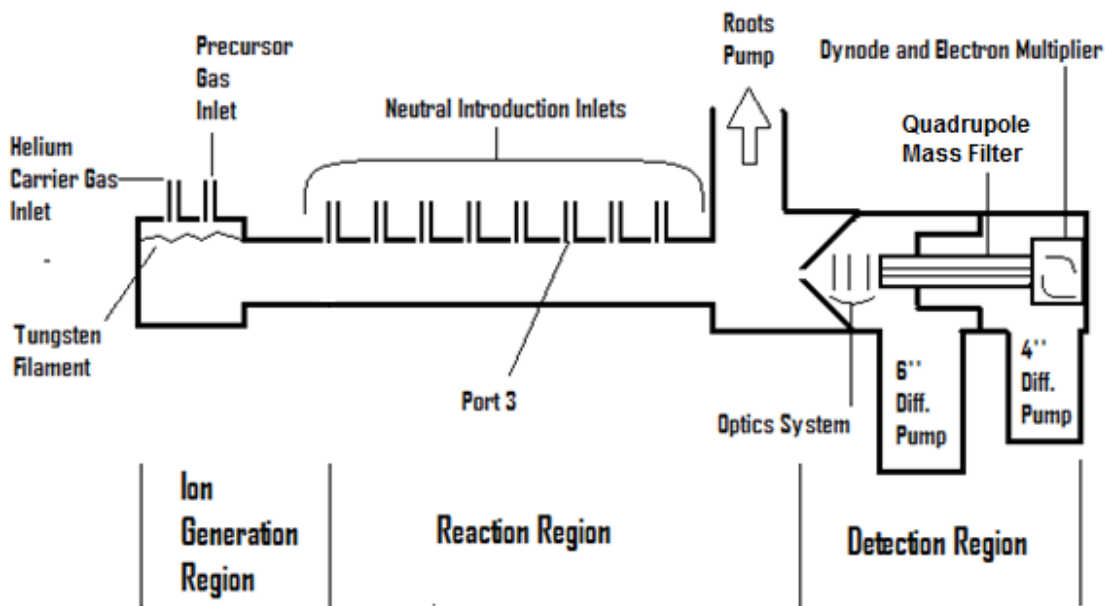 Precursor
Gas
Inlet
Helium
Carrier Gas
Inlet
Neutral Introduction Inlets
Roots
Pump
Dynode and Electron Multiplier
Quadrupole
Mass Filter
Tungsten
Filament
Port 3
Optics System
6''
Diff.
Pump
4''
Diff.
Pump
Ion
Generation
Region
Reaction Region
Detection Region